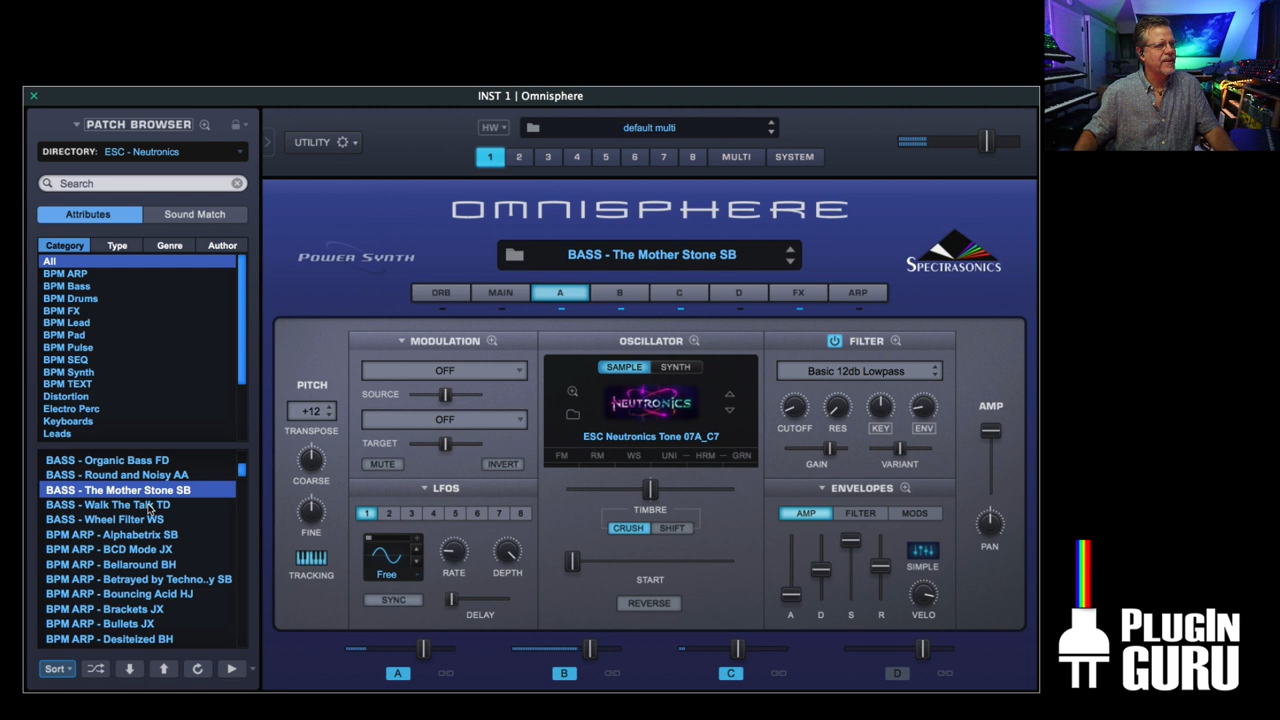 INST 1 | Omnisphere
PATCH BROWSER
DIRECTORY: ESC - Neutronics
Search
Attributes Sound Match
Category Type Genre Author
All
BPM ARP
BPM Bass
BPM Drums
BPM FX
BPM Lead
BPM Pad
BPM Pulse
BPM SEQ
BPM Synth
BPM TEXT
Distortion
Electro Perc
Keyboards
Leads
BASS - Organic Bass FD
BASS - Round and Noisy AA
BASS - The Mother Stone SB
BASS - Walk The Talk TD
BASS - Wheel Filter WS
BPM ARP - Alphabetrix SB
BPM ARP - BCD Mode JX
BPM ARP - Bellaround BH
BPM ARP - Betrayed by Techno..y SB
BPM ARP - Bouncing Acid HJ
BPM ARP - Brackets JX
BPM ARP - Bullets JX
BPM ARP - Desiteized BH
Sort
UTILITY
HW
default multi
1 2 3 4 5 6 7 8 MULTI SYSTEM
OMNISPHERE
POWER SYNTH
BASS - The Mother Stone SB
SPECTRASONICS
ORB MAIN A B C D FX ARP
PITCH
+12
TRANSPOSE
COARSE
FINE
TRACKING
MODULATION
OFF
SOURCE
OFF
TARGET
MUTE INVERT
LFOS
1 2 3 4 5 6 7 8
Free
RATE DEPTH
SYNC
DELAY
OSCILLATOR
SAMPLE SYNTH
NEUTRONICS
ESC Neutronics Tone 07A_C7
FM RM WS UNI HRM GRN
TIMBRE
CRUSH SHIFT
START
REVERSE
FILTER
Basic 12db Lowpass
CUTOFF RES KEY ENV
GAIN VARIANT
ENVELOPES
AMP FILTER MODS
SIMPLE
A D S R VELO
AMP
PAN
A B C D
PLUGIN
GURU